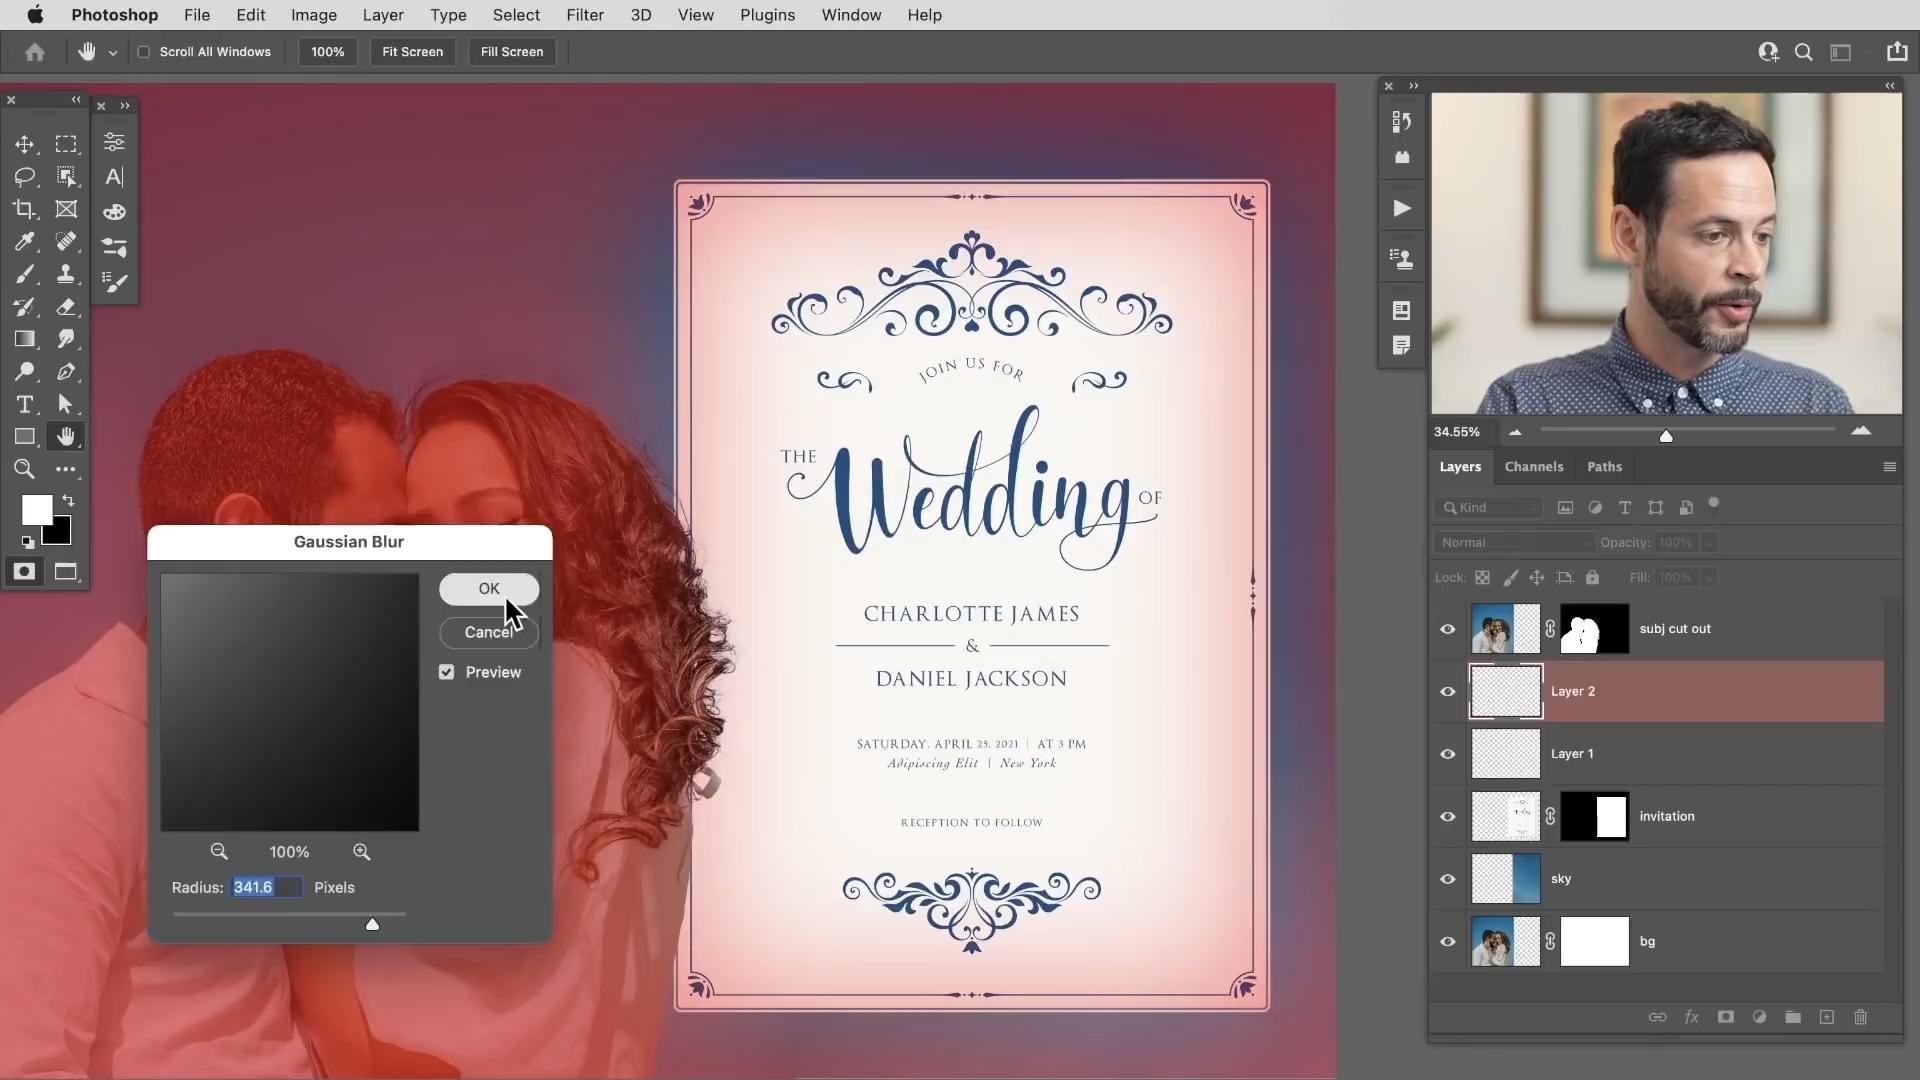 Photoshop File Edit Image Layer Type Select Filter 3D View Plugins Window Help
Scroll All Windows 100% Fit Screen Fill Screen
JOIN US FOR
THE Wedding OF
CHARLOTTE JAMES
&
DANIEL JACKSON
SATURDAY, APRIL 25, 2021 | AT 3 PM
Adipiscing Elit | New York
RECEPTION TO FOLLOW
Gaussian Blur
OK
Cancel
Preview
100%
Radius: 341.6 Pixels
34.55%
Layers Channels Paths
Kind
Normal Opacity: 100%
Lock: Fill: 100%
subj cut out
Layer 2
Layer 1
invitation
sky
bg